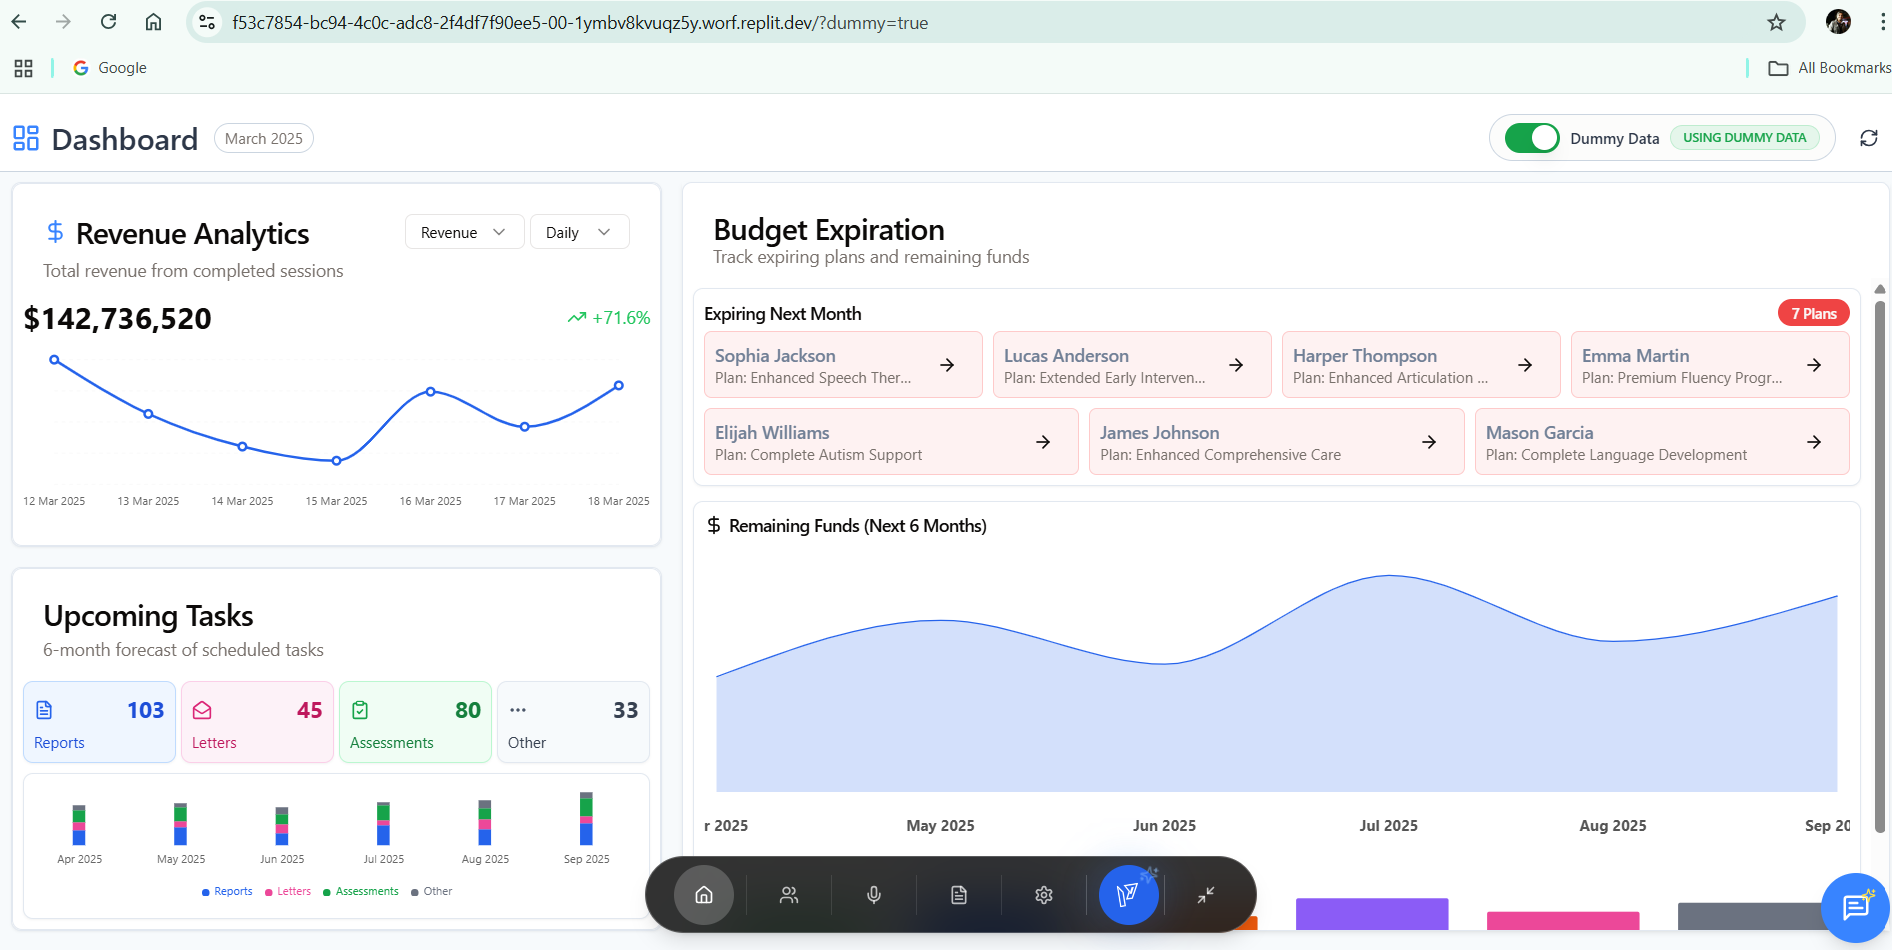 f53c7854-bc94-4c0c-adc8-2f4df7f90ee5-00-1ymbv8kvuqz5y.worf.replit.dev/?dummy=true
Google
All Bookmarks
Dashboard
March 2025
Dummy Data
USING DUMMY DATA
Revenue Analytics
Revenue
Daily
Total revenue from completed sessions
$142,736,520
+71.6%
12 Mar 2025
13 Mar 2025
14 Mar 2025
15 Mar 2025
16 Mar 2025
17 Mar 2025
18 Mar 2025
Upcoming Tasks
6-month forecast of scheduled tasks
103
Reports
45
Letters
80
Assessments
33
Other
Apr 2025
May 2025
Jun 2025
Jul 2025
Aug 2025
Sep 2025
Reports
Letters
Assessments
Other
Budget Expiration
Track expiring plans and remaining funds
Expiring Next Month
7 Plans
Sophia Jackson
Plan: Enhanced Speech Ther...
Lucas Anderson
Plan: Extended Early Interven...
Harper Thompson
Plan: Enhanced Articulation ...
Emma Martin
Plan: Premium Fluency Progr...
Elijah Williams
Plan: Complete Autism Support
James Johnson
Plan: Enhanced Comprehensive Care
Mason Garcia
Plan: Complete Language Development
$ Remaining Funds (Next 6 Months)
r 2025
May 2025
Jun 2025
Jul 2025
Aug 2025
Sep 20